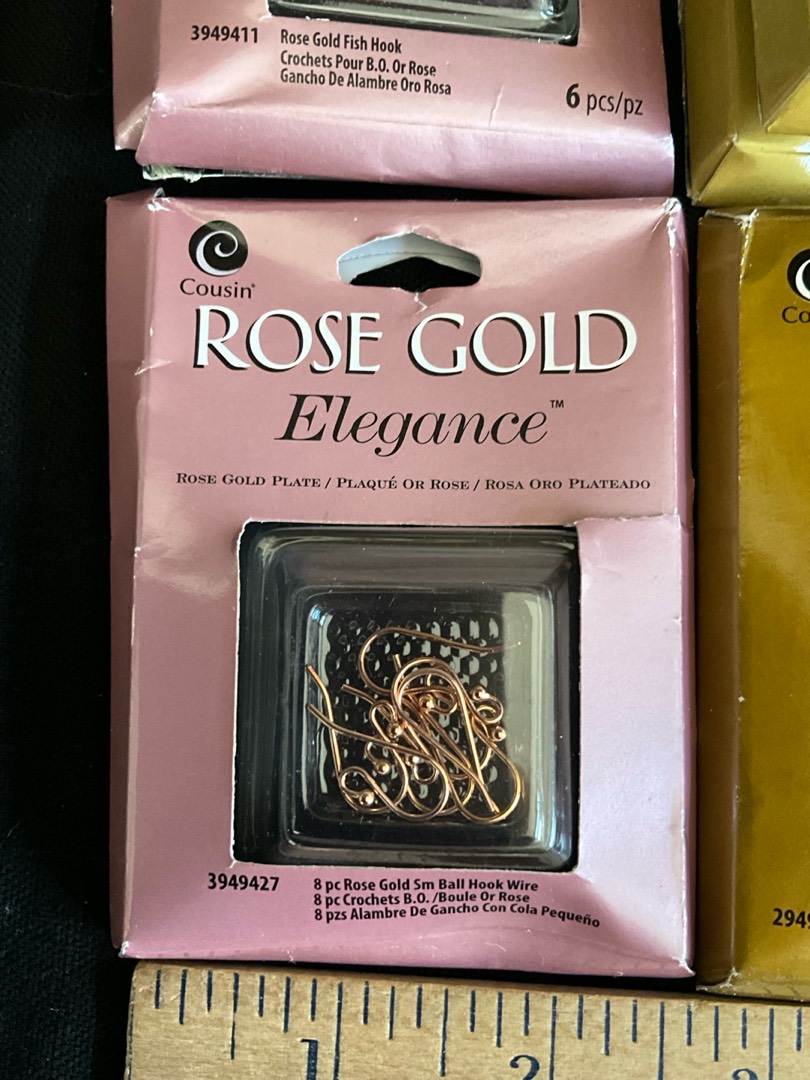 3949411
Rose Gold Fish Hook
Crochets Pour B.O. Or Rose
Gancho De Alambre Oro Rosa
6 pcs/pz
Cousin®
ROSE GOLD
Elegance™
ROSE GOLD PLATE / PLAQUÉ OR ROSE / ROSA ORO PLATEADO
3949427
8 pc Rose Gold Sm Ball Hook Wire
8 pc Crochets B.O. /Boule Or Rose
8 pzs Alambre De Gancho Con Cola Pequeño
Co
294
1
2